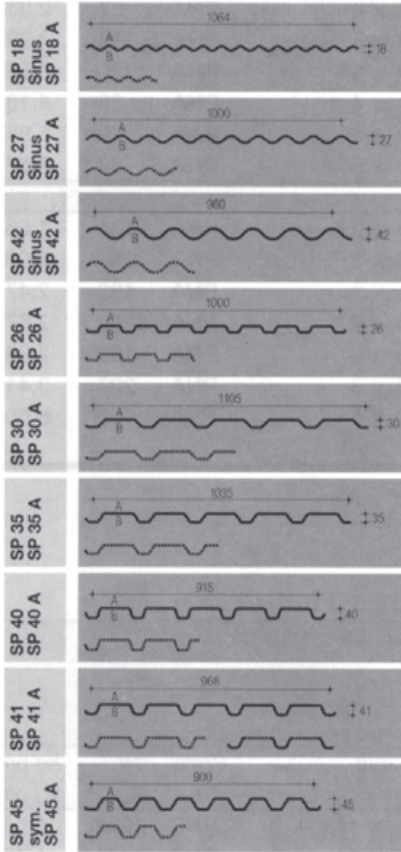 SP 18
Sinus
SP 18 A
1064
A
B
18
SP 27
Sinus
SP 27 A
1000
A
B
27
SP 42
Sinus
SP 42 A
960
A
B
42
SP 26
SP 26 A
1000
A
B
26
SP 30
SP 30 A
1105
A
B
30
SP 35
SP 35 A
1035
A
B
35
SP 40
SP 40 A
915
A
B
40
SP 41
SP 41 A
968
A
B
41
SP 45
sym.
SP 45 A
900
A
B
45